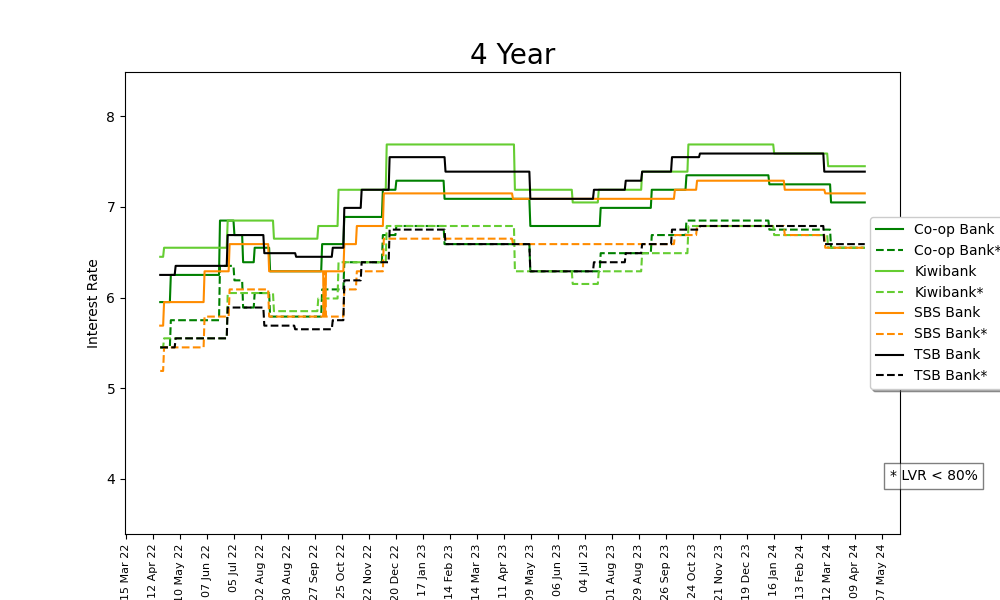 4 Year
Interest Rate
8
7
6
5
4
Co-op Bank
Co-op Bank*
Kiwibank
Kiwibank*
SBS Bank
SBS Bank*
TSB Bank
TSB Bank*
* LVR < 80%
15 Mar 22
12 Apr 22
10 May 22
07 Jun 22
05 Jul 22
02 Aug 22
30 Aug 22
27 Sep 22
25 Oct 22
22 Nov 22
20 Dec 22
17 Jan 23
14 Feb 23
14 Mar 23
11 Apr 23
09 May 23
06 Jun 23
04 Jul 23
01 Aug 23
29 Aug 23
26 Sep 23
24 Oct 23
21 Nov 23
19 Dec 23
16 Jan 24
13 Feb 24
12 Mar 24
09 Apr 24
07 May 24